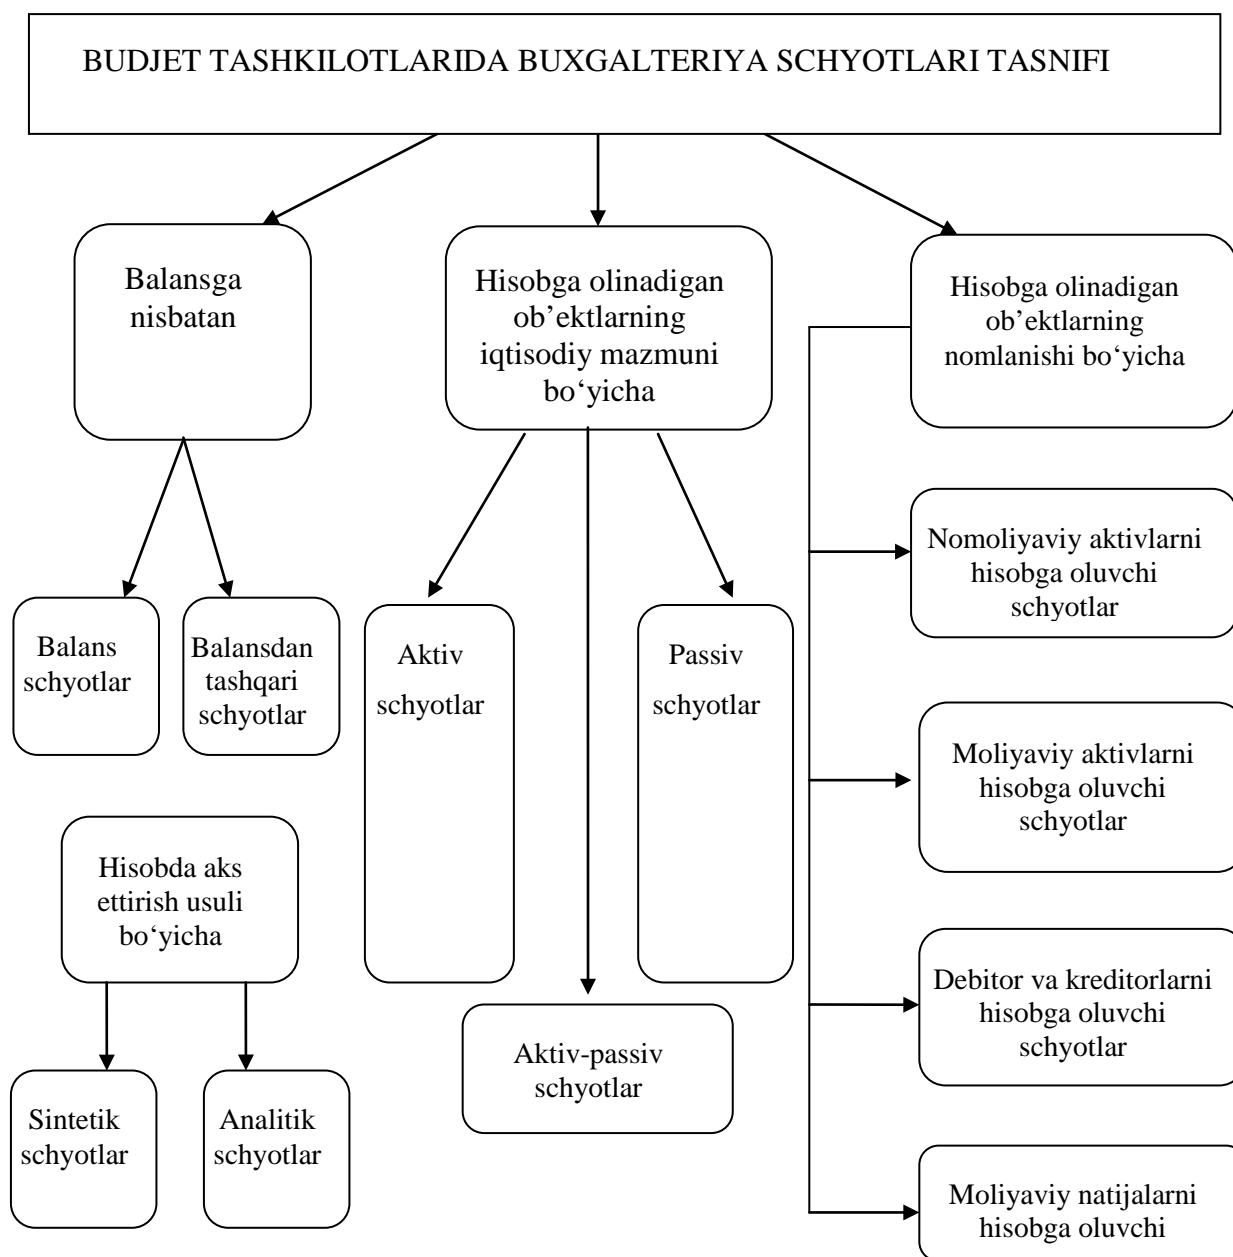 BUDJET TASHKILOTLARIDA BUXGALTERIYA SCHYOTLARI TASNIFI
Balansga
nisbatan
Hisobga olinadigan
ob’ektlarning
iqtisodiy mazmuni
bo‘yicha
Hisobga olinadigan
ob’ektlarning
nomlanishi bo‘yicha
Balans
schyotlar
Balansdan
tashqari
schyotlar
Aktiv
schyotlar
Passiv
schyotlar
Aktiv-passiv
schyotlar
Nomoliyaviy aktivlarni
hisobga oluvchi
schyotlar
Moliyaviy aktivlarni
hisobga oluvchi
schyotlar
Debitor va kreditorlarni
hisobga oluvchi
schyotlar
Moliyaviy natijalarni
hisobga oluvchi
Hisobda aks
ettirish usuli
bo‘yicha
Sintetik
schyotlar
Analitik
schyotlar